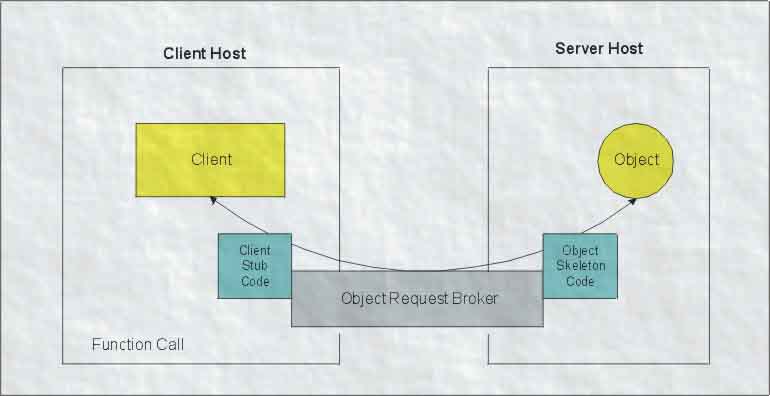 Client Host
Server Host
Client
Object
Client
Stub
Code
Object
Skeleton
Code
Object Request Broker
Function Call